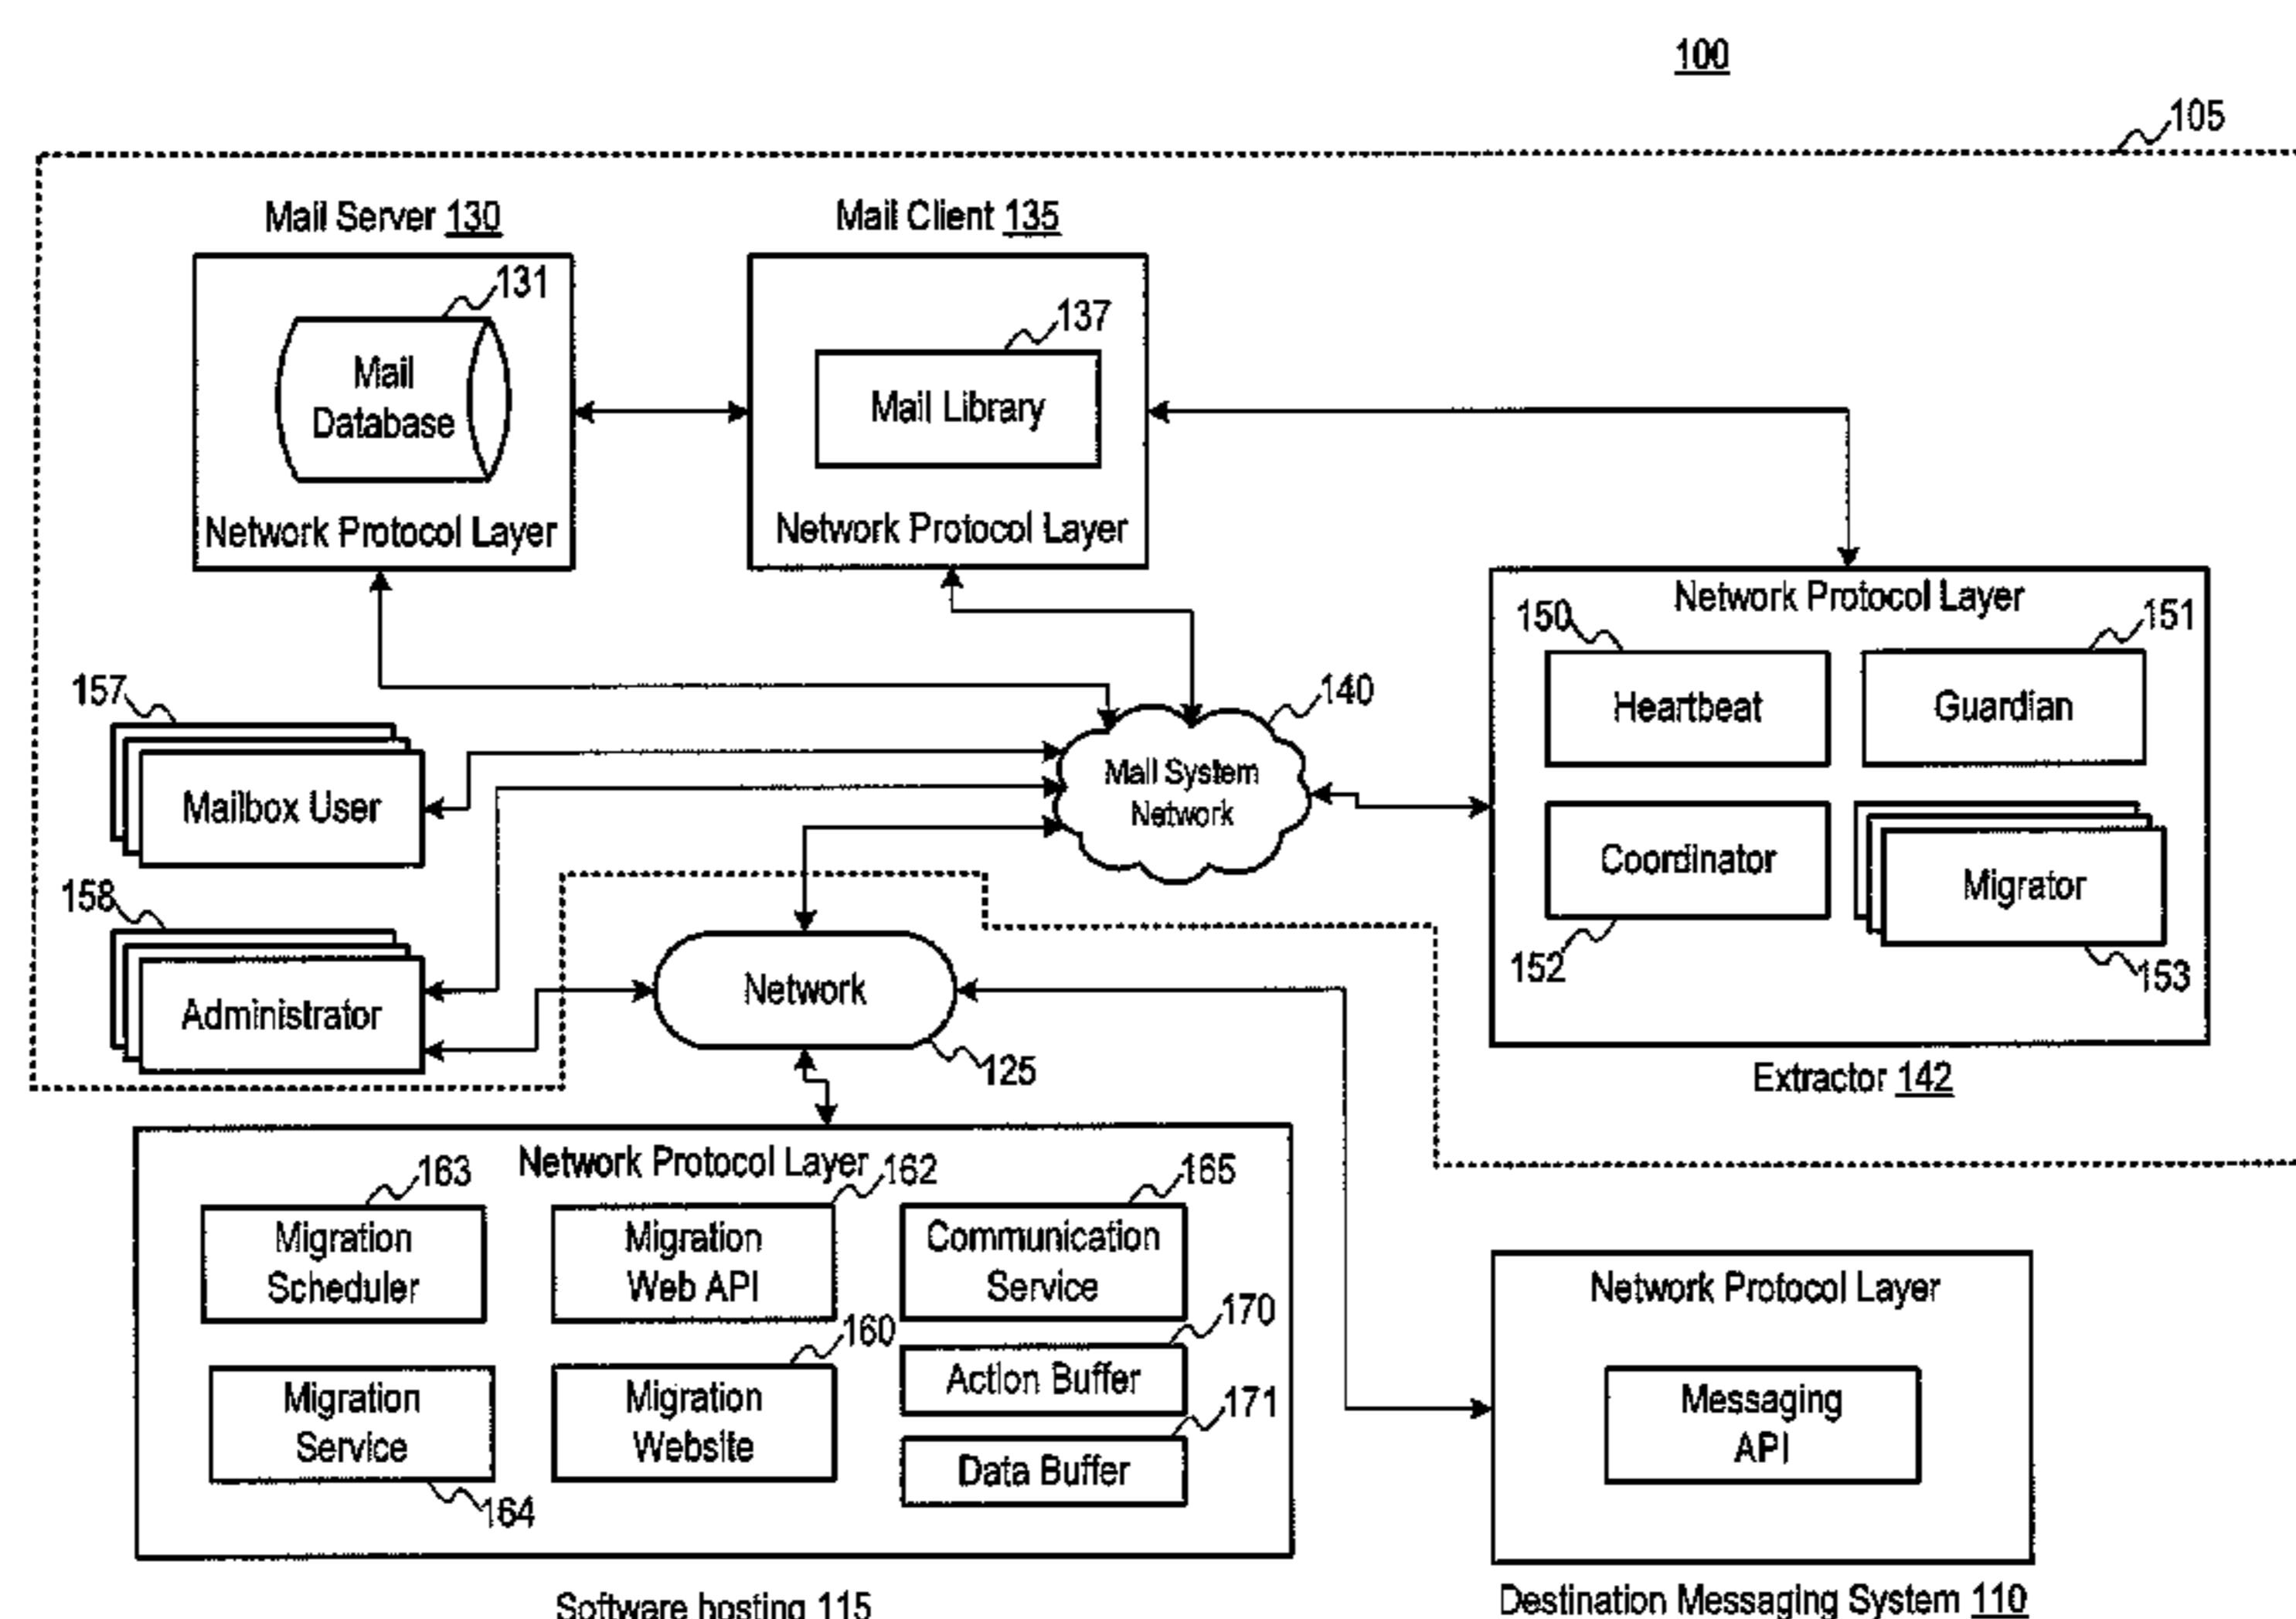 100
105
Mail Server 130
Mail Client 135
131
137
Mail
Database
Mail Library
Network Protocol Layer
Network Protocol Layer
Network Protocol Layer
150
151
Heartbeat
Guardian
157
140
Mail System
Network
Mailbox User
Coordinator
Migrator
158
152
153
Network
Administrator
125
Extractor 142
Network Protocol Layer
163
162
165
Migration
Scheduler
Migration
Web API
Communication
Service
170
160
Action Buffer
Migration
Service
Migration
Website
171
Data Buffer
164
Network Protocol Layer
Messaging
API
Software hosting 115
Destination Messaging System 110